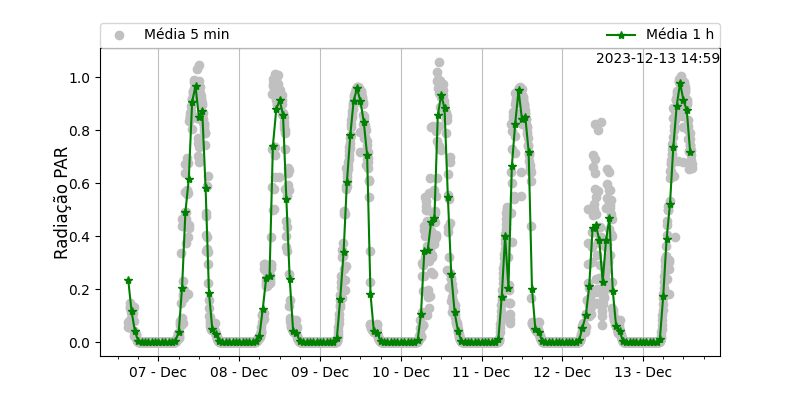 Média 5 min
Média 1 h
2023-12-13 14:59
Radiação PAR
1.0
0.8
0.6
0.4
0.2
0.0
07 - Dec
08 - Dec
09 - Dec
10 - Dec
11 - Dec
12 - Dec
13 - Dec